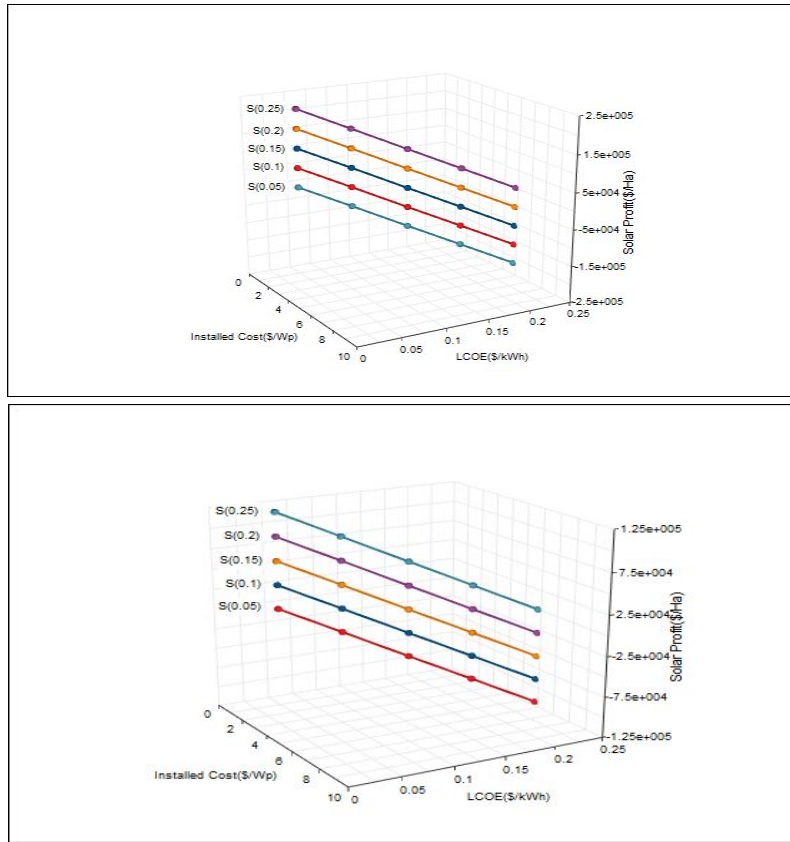 S(0.25)
S(0.2)
S(0.15)
S(0.1)
S(0.05)
2.5e+005
1.5e+005
5e+004
-5e+004
-1.5e+005
-2.5e+005
Solar Profit($/Ha)
0
2
4
6
8
10
Installed Cost($/Wp)
0
0.05
0.1
0.15
0.2
0.25
LCOE($/kWh)
S(0.25)
S(0.2)
S(0.15)
S(0.1)
S(0.05)
1.25e+005
7.5e+004
2.5e+004
-2.5e+004
-7.5e+004
-1.25e+005
Solar Profit($/Ha)
0
2
4
6
8
10
Installed Cost($/Wp)
0
0.05
0.1
0.15
0.2
0.25
LCOE($/kWh)